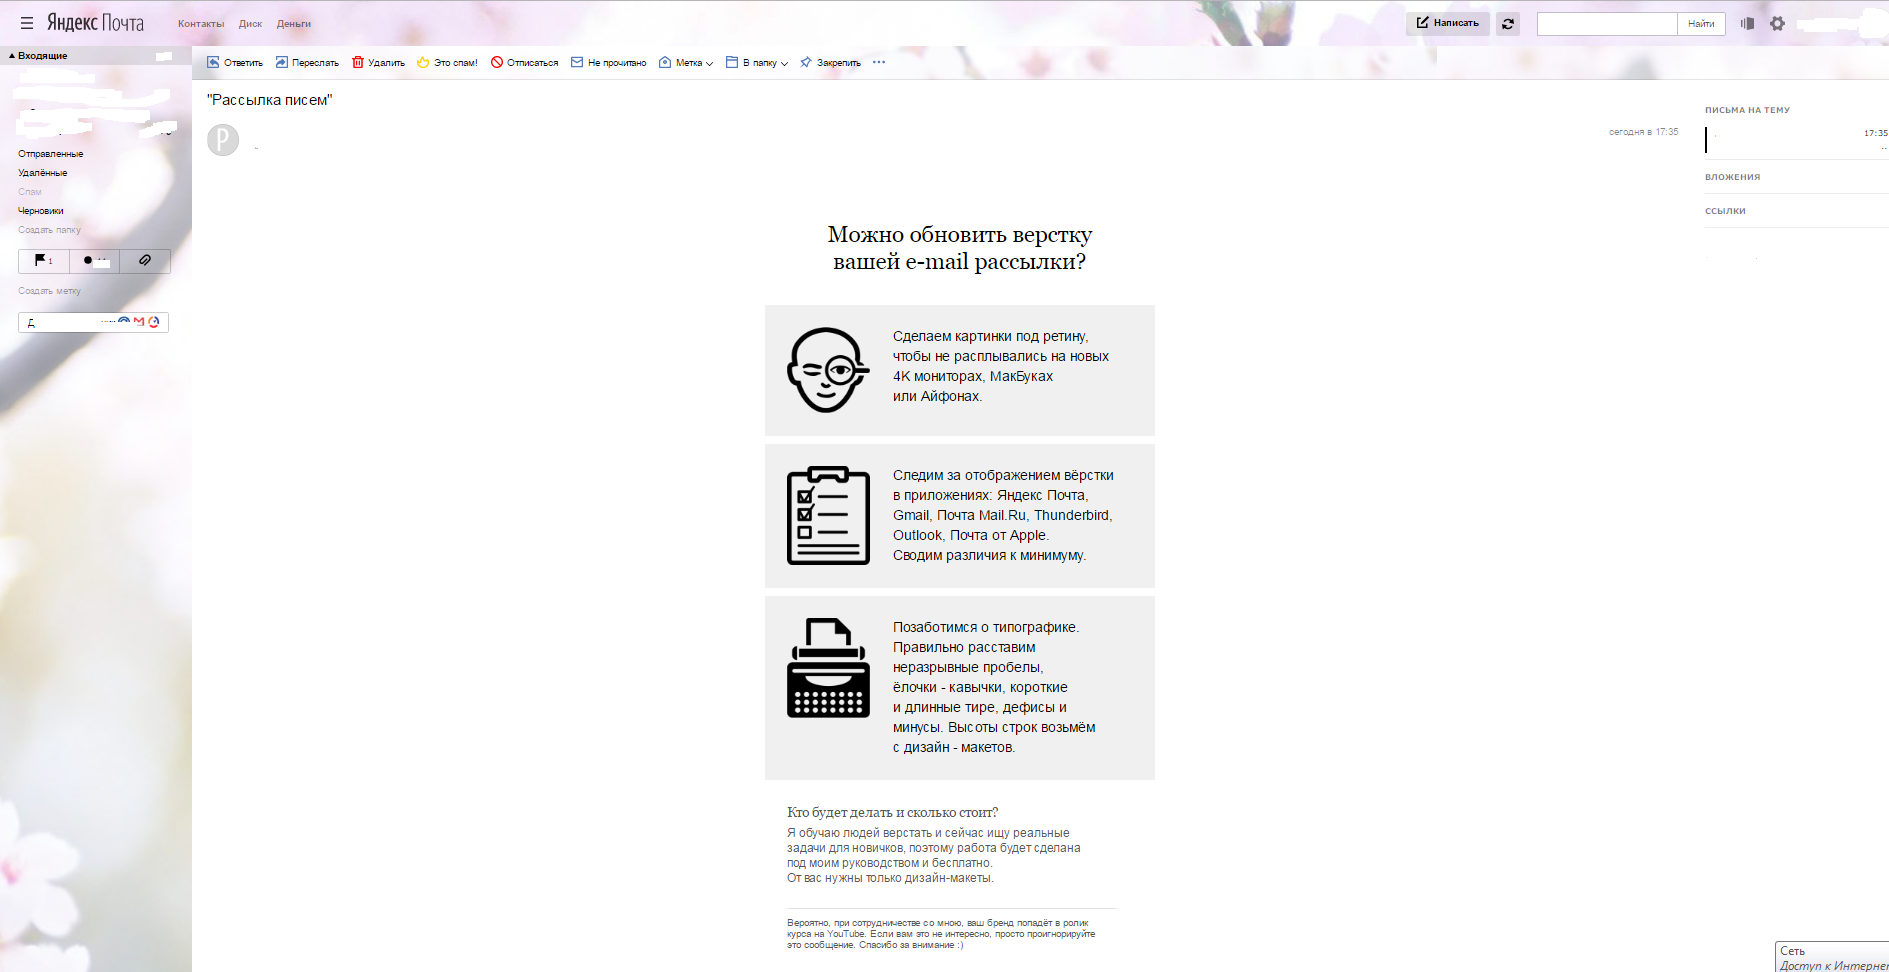 Яндекс Почта
Контакты Диск Деньги
Написать
Найти
Входящие
Ответить Переслать Удалить Это спам! Отписаться Не прочитано Метка В папку Закрепить
"Рассылка писем"
P
сегодня в 17:35
ПИСЬМА НА ТЕМУ
17:35
ВЛОЖЕНИЯ
ССЫЛКИ
Отправленные
Удалённые
Спам
Черновики
Создать папку
1
Создать метку
Д
Можно обновить верстку
вашей e-mail рассылки?
Сделаем картинки под ретину,
чтобы не расплывались на новых
4К мониторах, МакБуках
или Айфонах.
Следим за отображением вёрстки
в приложениях: Яндекс Почта,
Gmail, Почта Mail.Ru, Thunderbird,
Outlook, Почта от Apple.
Сводим различия к минимуму.
Позаботимся о типографике.
Правильно расставим
неразрывные пробелы,
ёлочки - кавычки, короткие
и длинные тире, дефисы и
минусы. Высоты строк возьмём
с дизайн - макетов.
Кто будет делать и сколько стоит?
Я обучаю людей верстать и сейчас ищу реальные
задачи для новичков, поэтому работа будет сделана
под моим руководством и бесплатно.
От вас нужны только дизайн-макеты.
Вероятно, при сотрудничестве со мною, ваш бренд попадёт в ролик
курса на YouTube. Если вам это не интересно, просто проигнорируйте
это сообщение. Спасибо за внимание :)
Сеть
Доступ к Интернет